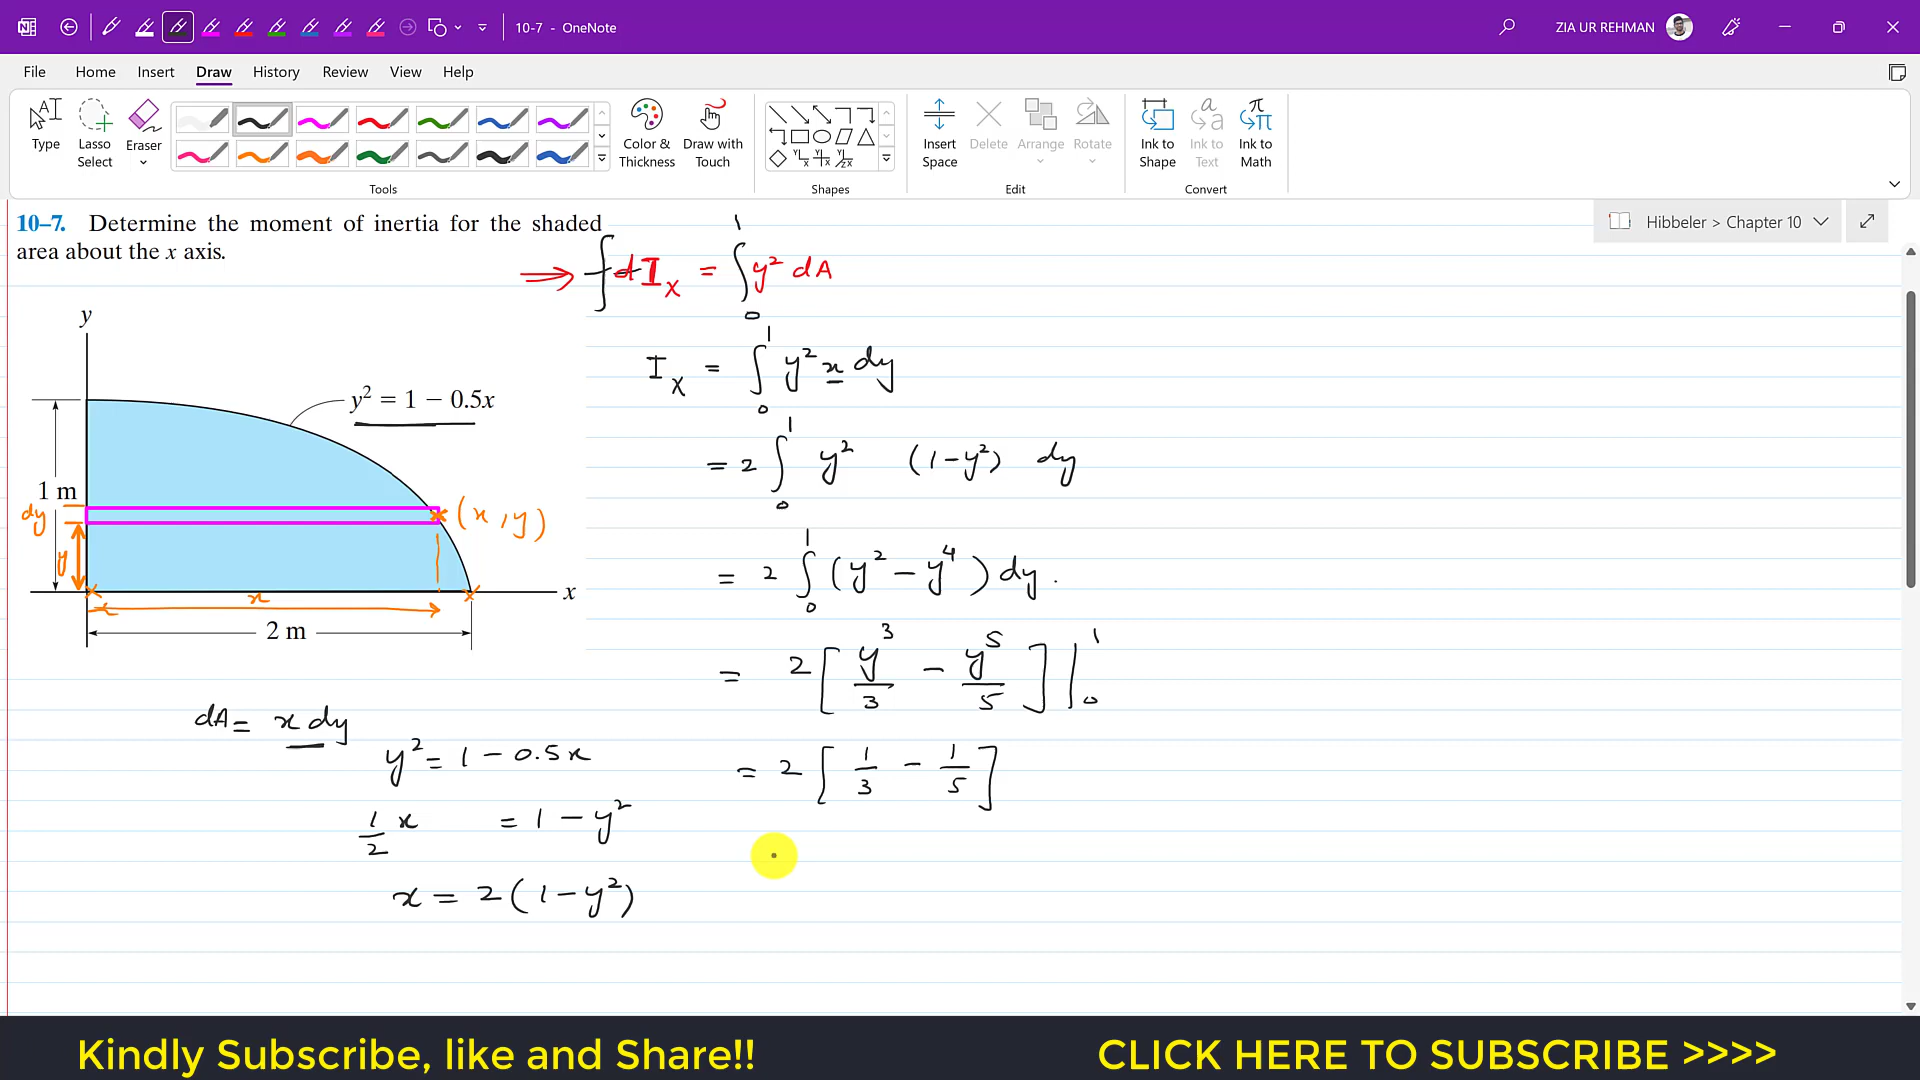 10-7 - OneNote
ZIA UR REHMAN
File Home Insert Draw History Review View Help
Type
Lasso Select
Eraser
Color & Thickness
Draw with Touch
Insert Space
Delete
Arrange
Rotate
Ink to Shape
Ink to Text
Ink to Math
Tools
Shapes
Edit
Convert
Hibbeler > Chapter 10
10–7. Determine the moment of inertia for the shaded
area about the x axis.
⇒ ∫dIₓ = ∫₀¹ y² dA
Iₓ = ∫₀¹ y² x dy
= 2 ∫₀¹ y² (1-y²) dy
= 2 ∫₀¹ (y² - y⁴) dy.
= 2 [y³/3 - y⁵/5] |₀¹
= 2 [1/3 - 1/5]
y
y² = 1 − 0.5x
1 m
dy
(x, y)
y
x
x
2 m
dA = x dy
y² = 1 - 0.5x
1/2 x = 1 - y²
x = 2(1-y²)
Kindly Subscribe, like and Share!!
CLICK HERE TO SUBSCRIBE >>>>